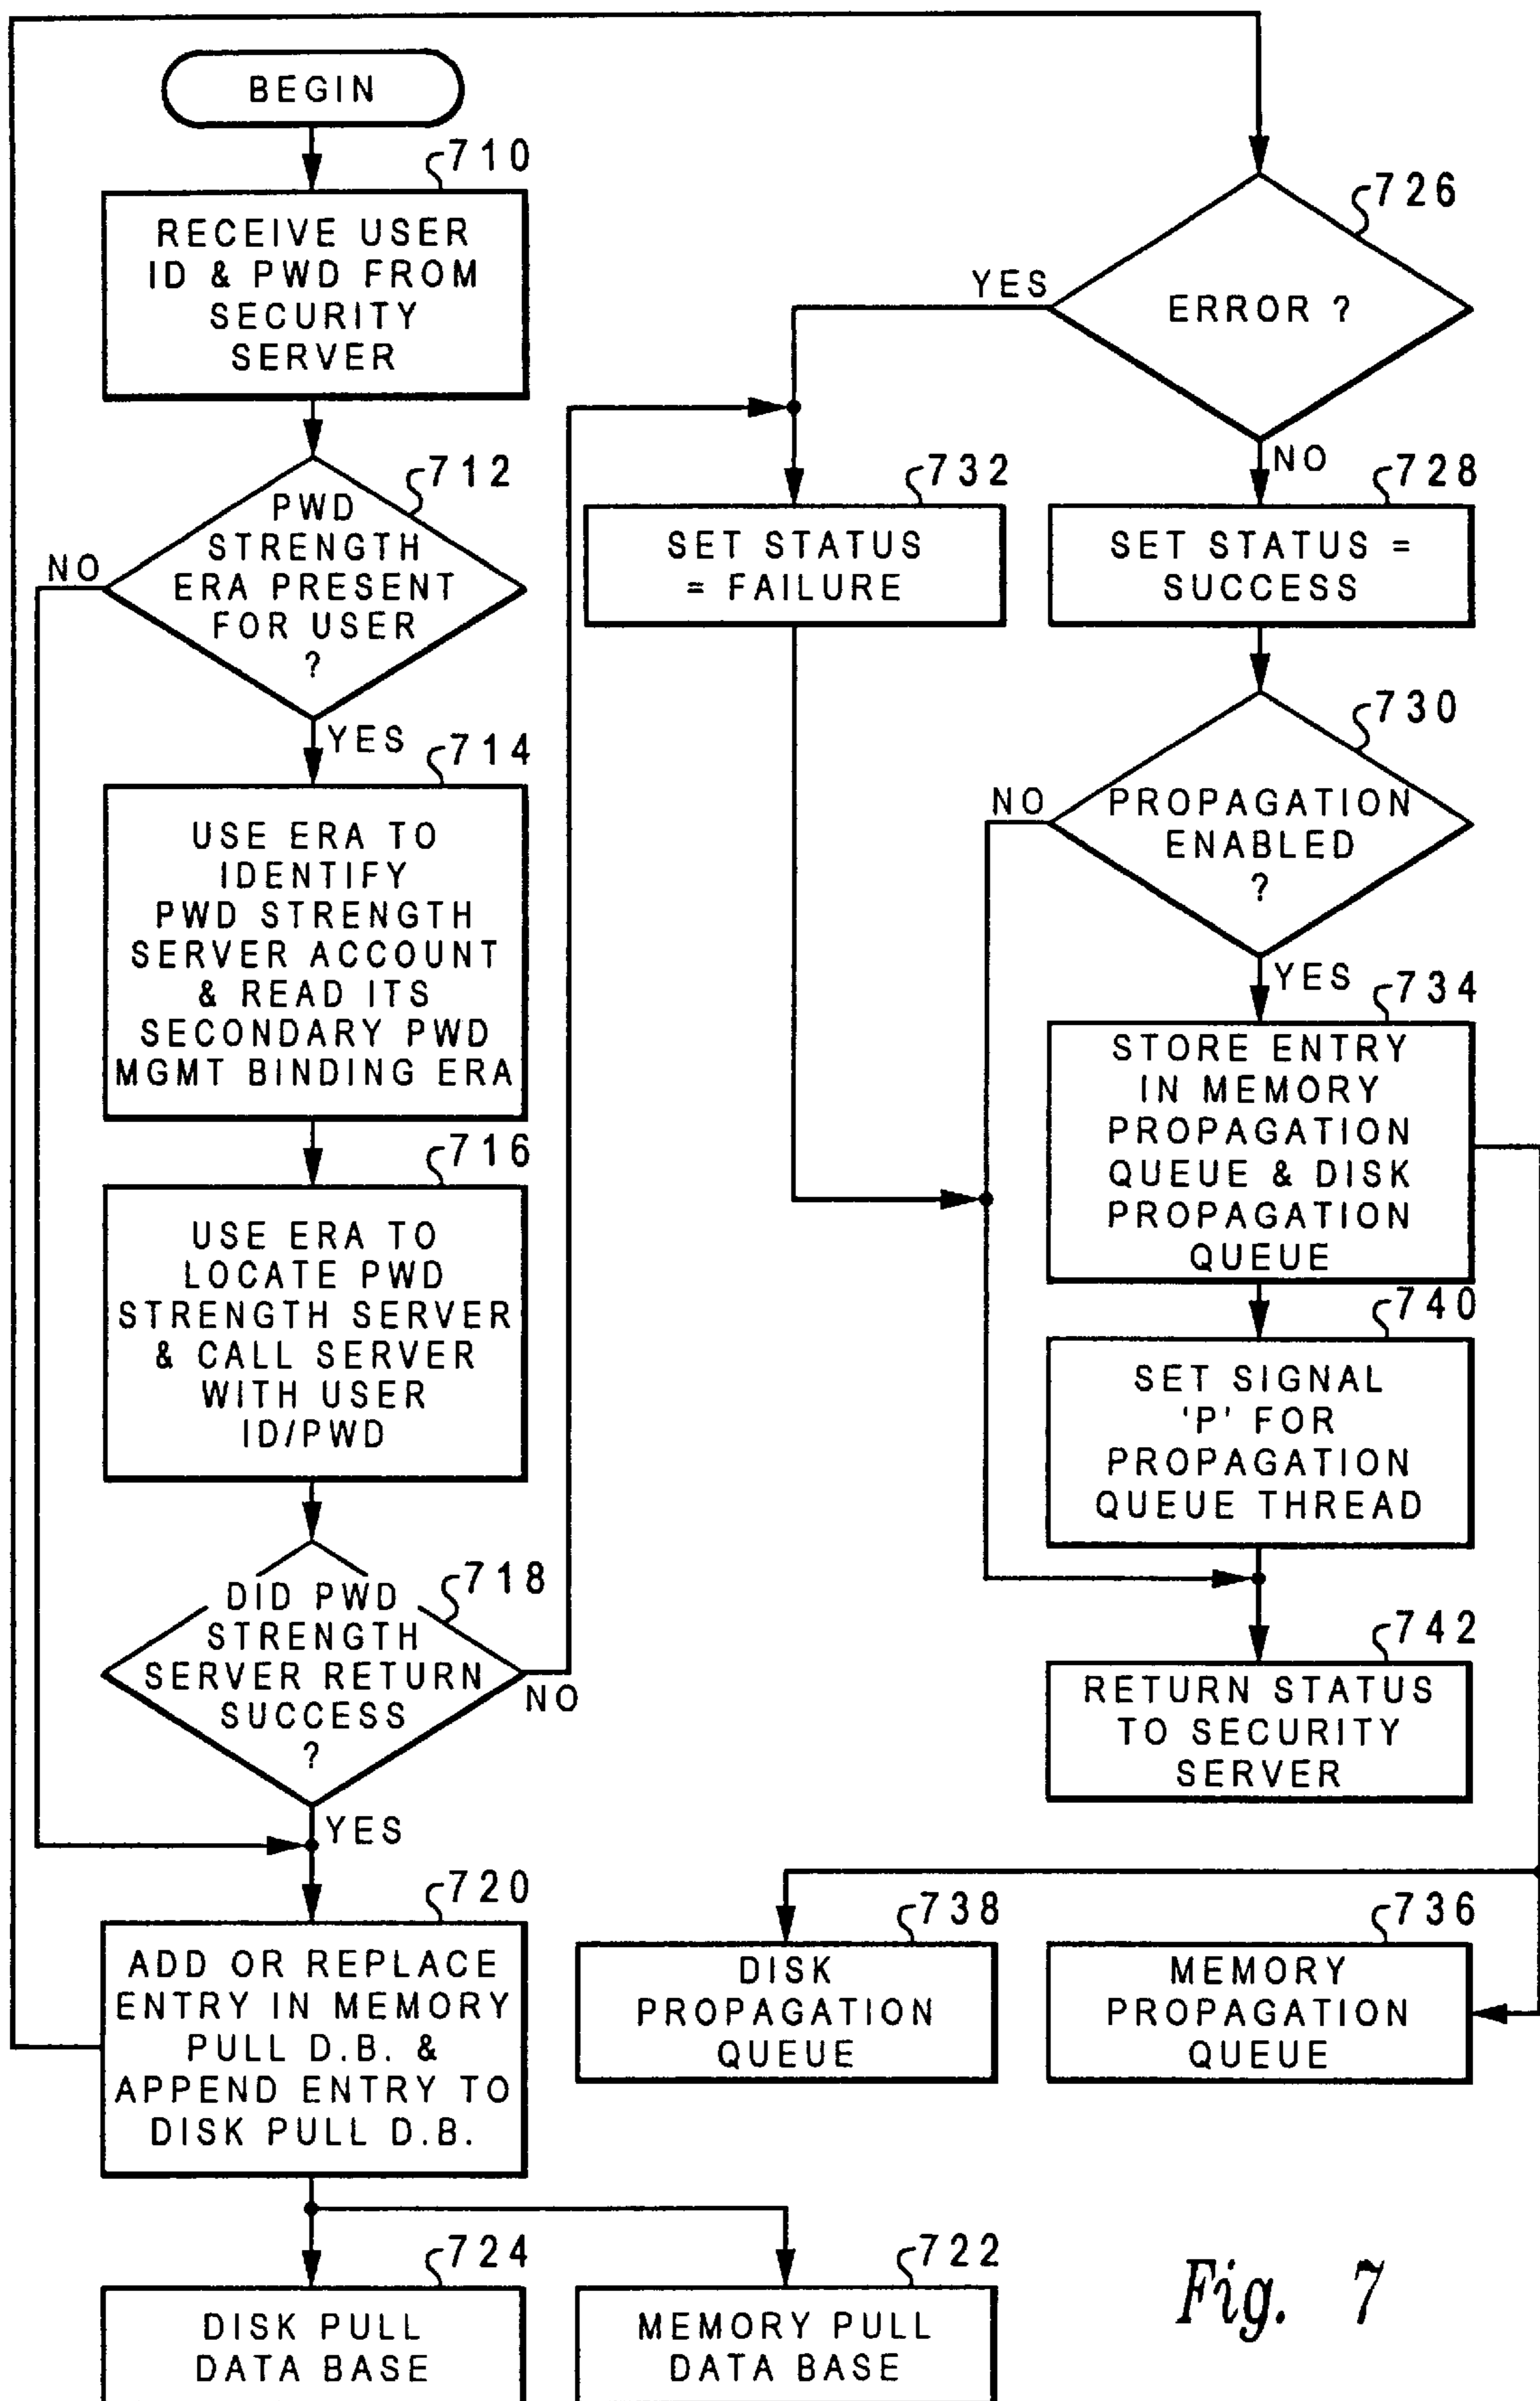 BEGIN
710
RECEIVE USER
ID & PWD FROM
SECURITY
SERVER
712
PWD
STRENGTH
ERA PRESENT
FOR USER
?
NO
YES
714
USE ERA TO
IDENTIFY
PWD STRENGTH
SERVER ACCOUNT
& READ ITS
SECONDARY PWD
MGMT BINDING ERA
716
USE ERA TO
LOCATE PWD
STRENGTH SERVER
& CALL SERVER
WITH USER
ID/PWD
718
DID PWD
STRENGTH
SERVER RETURN
SUCCESS
?
NO
YES
720
ADD OR REPLACE
ENTRY IN MEMORY
PULL D.B. &
APPEND ENTRY TO
DISK PULL D.B.
724
DISK PULL
DATA BASE
722
MEMORY PULL
DATA BASE
726
ERROR ?
YES
NO
732
SET STATUS
= FAILURE
728
SET STATUS =
SUCCESS
730
PROPAGATION
ENABLED
?
NO
YES
734
STORE ENTRY
IN MEMORY
PROPAGATION
QUEUE & DISK
PROPAGATION
QUEUE
740
SET SIGNAL
'P' FOR
PROPAGATION
QUEUE THREAD
742
RETURN STATUS
TO SECURITY
SERVER
738
DISK
PROPAGATION
QUEUE
736
MEMORY
PROPAGATION
QUEUE
Fig. 7